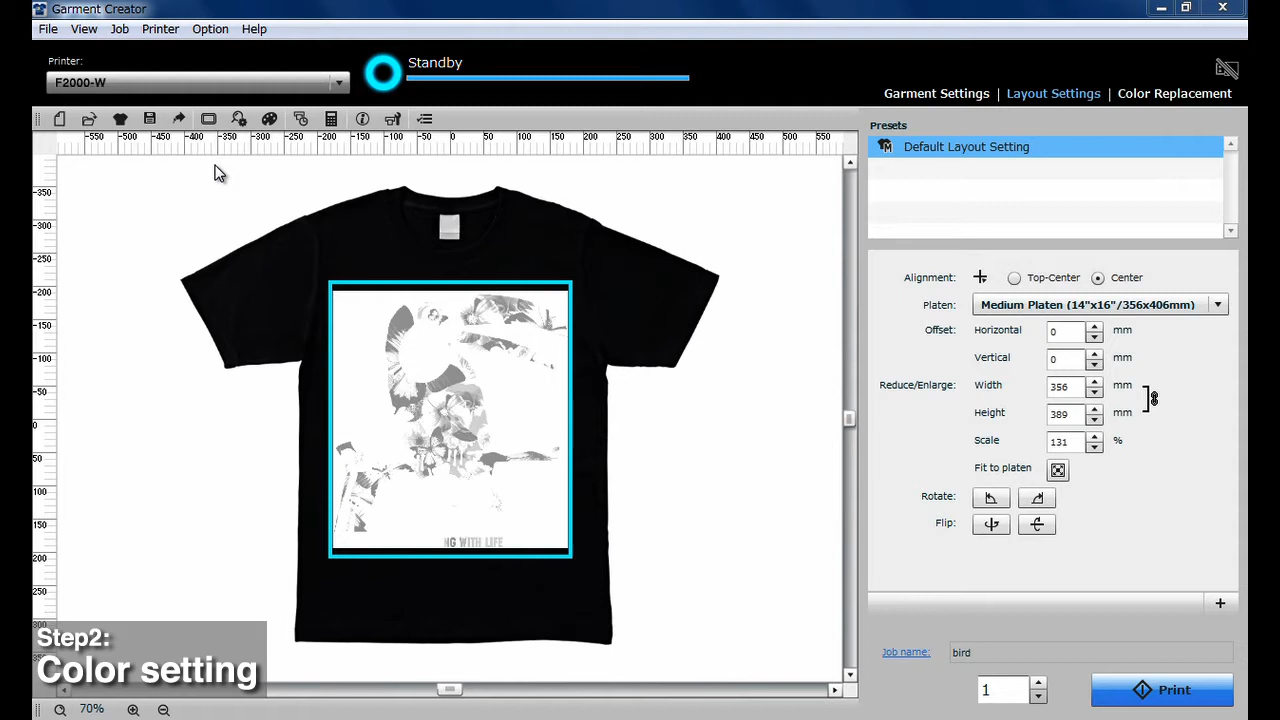 Garment Creator
File View Job Printer Option Help
Printer:
F2000-W
Standby
Garment Settings | Layout Settings | Color Replacement
-550 -500 -450 -400 -350 -300 -250 -200 -150 -100 -50 0 50 100 150 200 250 300 350 400 450 500 550
-350
-300
-250
-200
-150
-100
-50
0
50
100
150
200
250
300
NG WITH LIFE
Presets
M Default Layout Setting
Alignment: Top-Center Center
Platen: Medium Platen (14"x16"/356x406mm)
Offset: Horizontal 0 mm
Vertical 0 mm
Reduce/Enlarge: Width 356 mm
Height 389 mm
Scale 131 %
Fit to platen
Rotate:
Flip:
+
Step2:
Color setting
Job name: bird
1 Print
70%